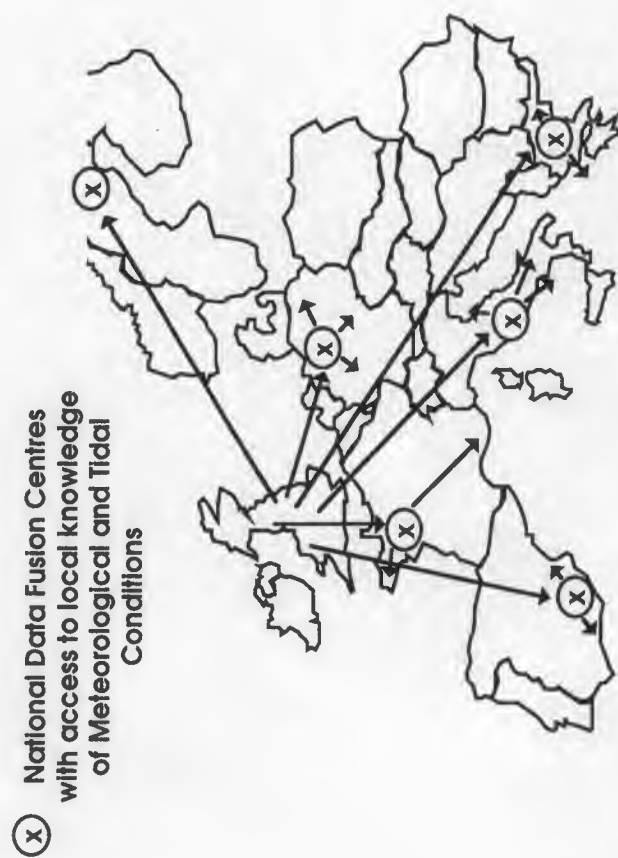 X National Data Fusion Centres
with access to local knowledge
of Meteorological and Tidal
Conditions
X
X
X
X
X
X